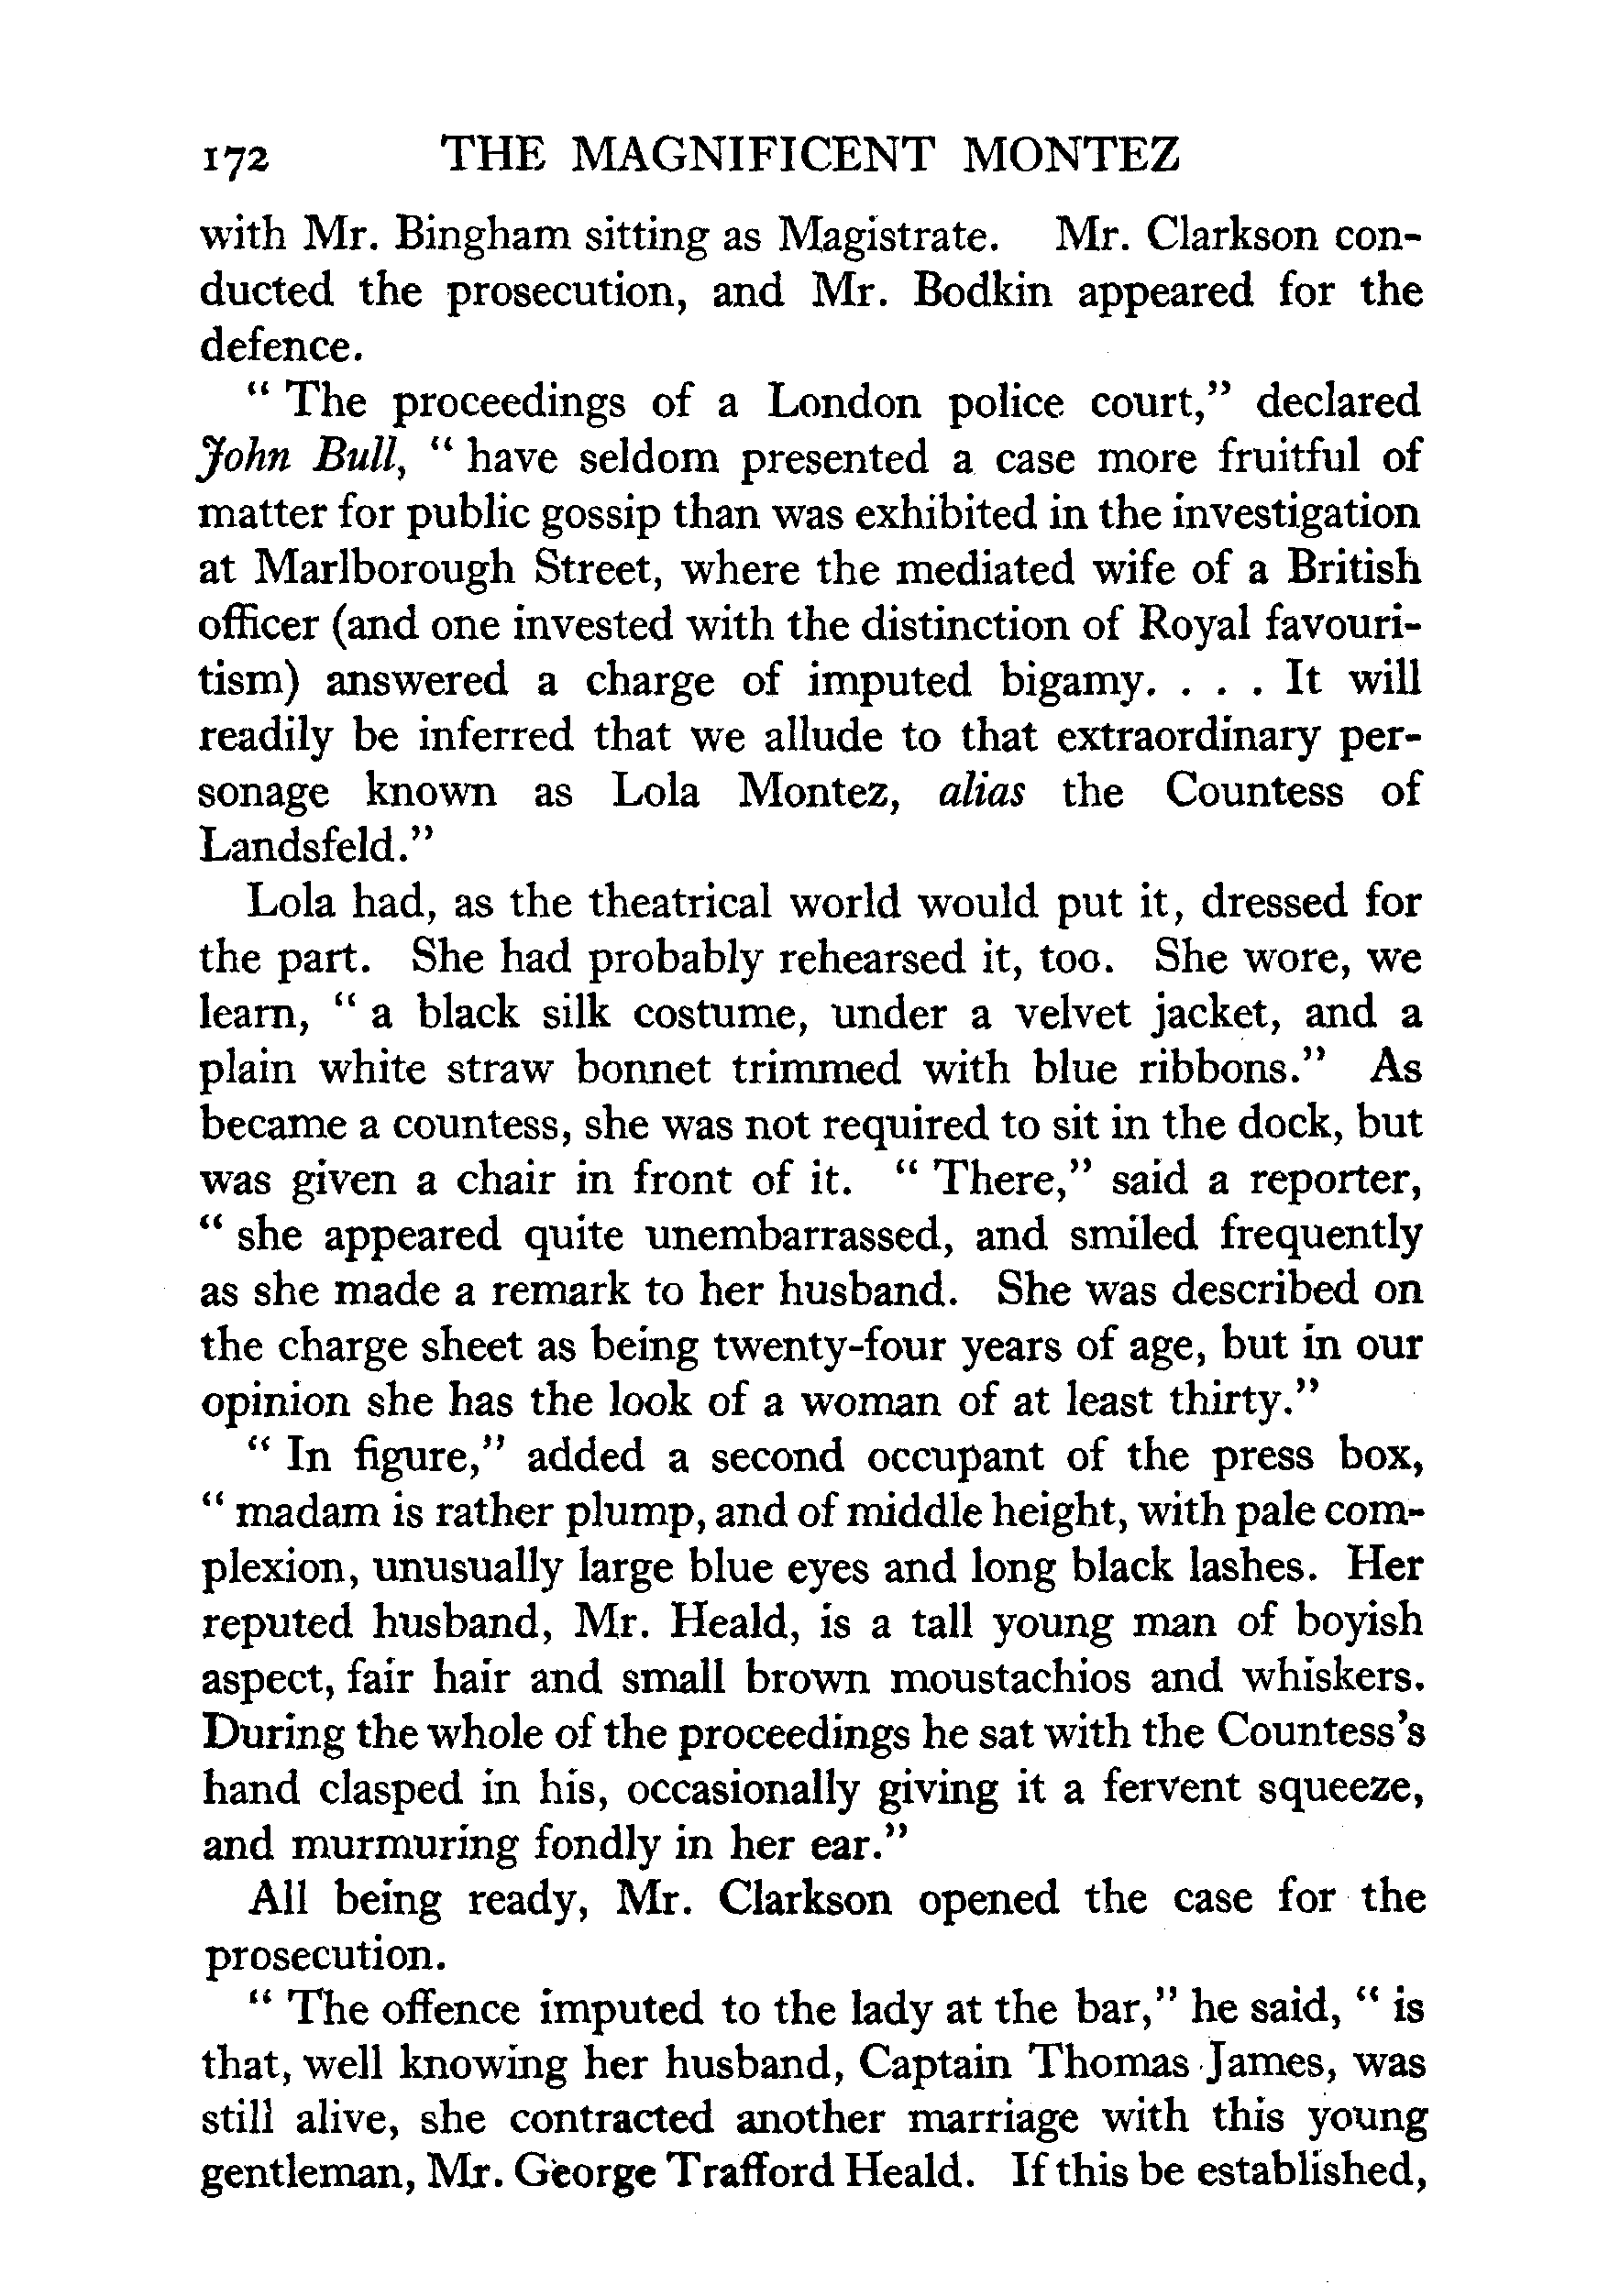 172 THE MAGNIFICENT MONTEZ
with Mr. Bingham sitting as Magistrate. Mr. Clarkson con-
ducted the prosecution, and Mr. Bodkin appeared for the
defence.
“ The proceedings of a London police court,” declared
John Bull, “ have seldom presented a case more fruitful of
matter for public gossip than was exhibited in the investigation
at Marlborough Street, where the mediated wife of a British
officer (and one invested with the distinction of Royal favouri-
tism) answered a charge of imputed bigamy. . . . It will
readily be inferred that we allude to that extraordinary per-
sonage known as Lola Montez, alias the Countess of
Landsfeld.”
Lola had, as the theatrical world would put it, dressed for
the part. She had probably rehearsed it, too. She wore, we
learn, “ a black silk costume, under a velvet jacket, and a
plain white straw bonnet trimmed with blue ribbons.” As
became a countess, she was not required to sit in the dock, but
was given a chair in front of it. “ There,” said a reporter,
“ she appeared quite unembarrassed, and smiled frequently
as she made a remark to her husband. She was described on
the charge sheet as being twenty-four years of age, but in our
opinion she has the look of a woman of at least thirty.”
“ In figure,” added a second occupant of the press box,
“ madam is rather plump, and of middle height, with pale com-
plexion, unusually large blue eyes and long black lashes. Her
reputed husband, Mr. Heald, is a tall young man of boyish
aspect, fair hair and small brown moustachios and whiskers.
During the whole of the proceedings he sat with the Countess's
hand clasped in his, occasionally giving it a fervent squeeze,
and murmuring fondly in her ear.”
All being ready, Mr. Clarkson opened the case for the
prosecution.
“ The offence imputed to the lady at the bar,” he said, “ is
that, well knowing her husband, Captain Thomas James, was
still alive, she contracted another marriage with this young
gentleman, Mr. George Trafford Heald. If this be established,